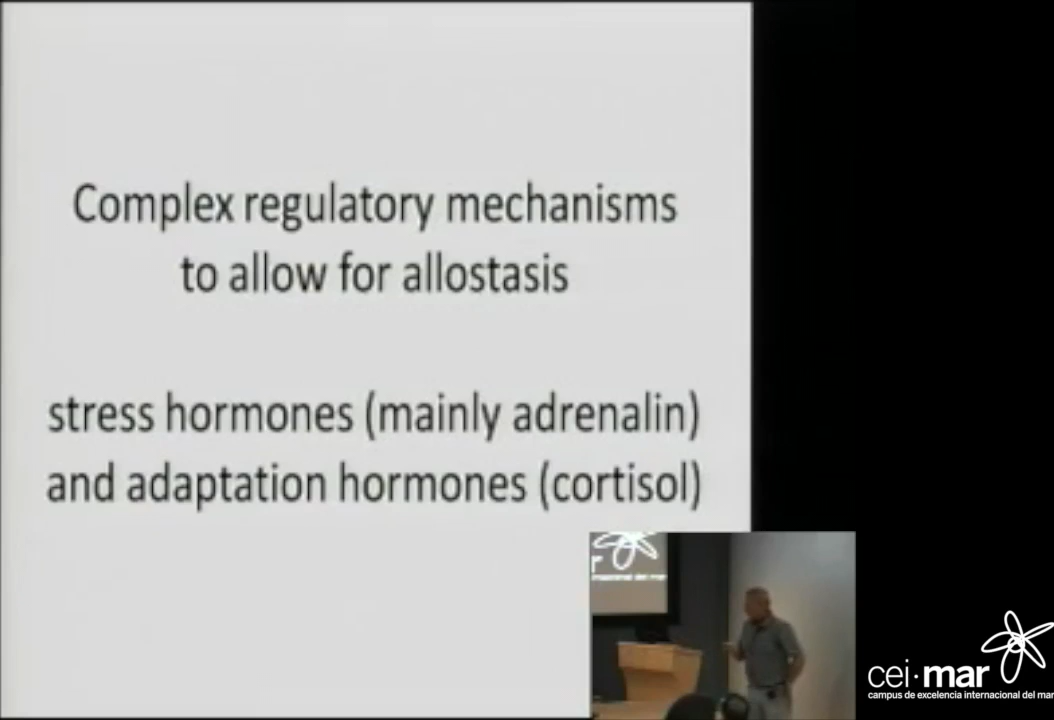 Complex regulatory mechanisms
to allow for allostasis
stress hormones (mainly adrenalin)
and adaptation hormones (cortisol)
r
cei·mar
campus de excelencia internacional del mar